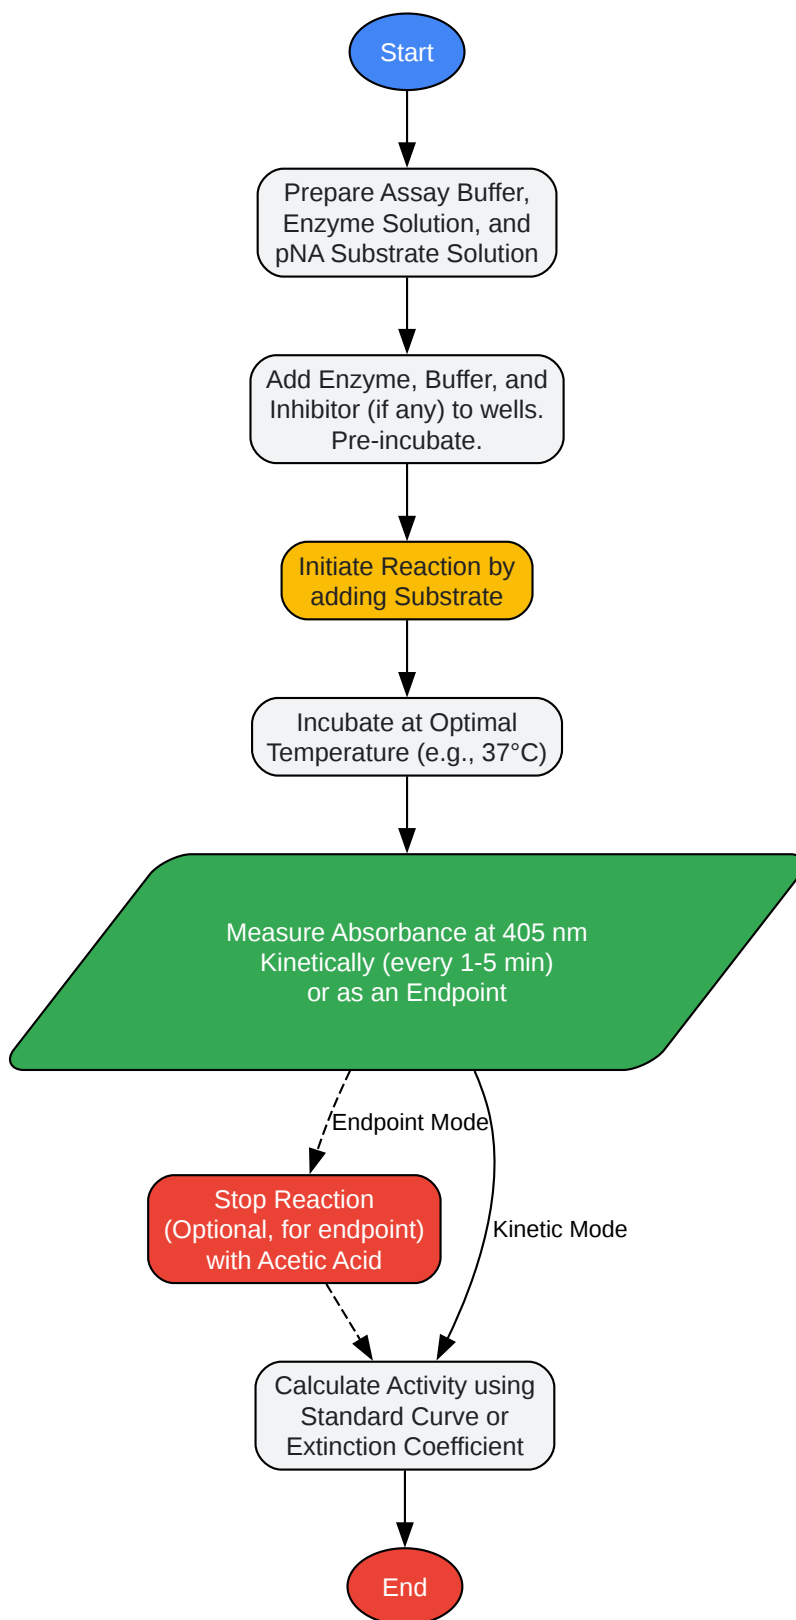 Start
Prepare Assay Buffer,
Enzyme Solution, and
pNA Substrate Solution
Add Enzyme, Buffer, and
Inhibitor (if any) to wells.
Pre-incubate.
Initiate Reaction by
adding Substrate
Incubate at Optimal
Temperature (e.g., 37°C)
Measure Absorbance at 405 nm
Kinetically (every 1-5 min)
or as an Endpoint
Endpoint Mode
Stop Reaction
(Optional, for endpoint)
with Acetic Acid
Kinetic Mode
Calculate Activity using
Standard Curve or
Extinction Coefficient
End